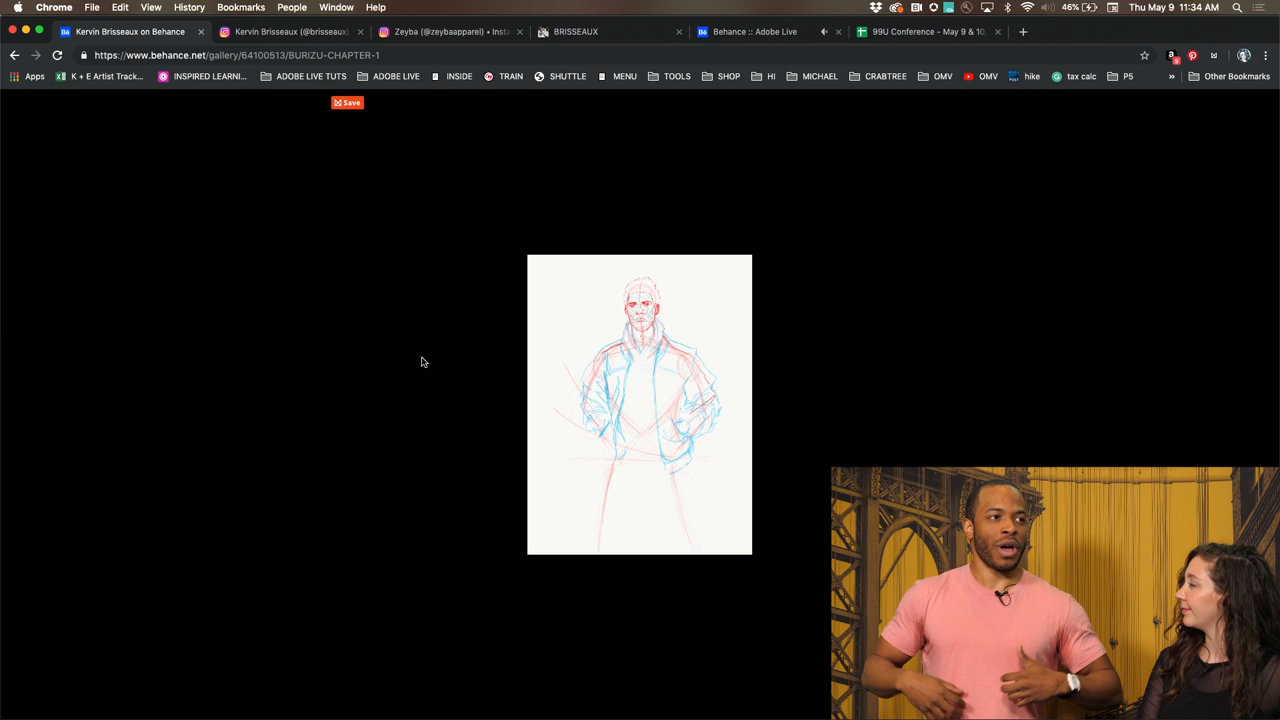 Chrome File Edit View History Bookmarks People Window Help 46% Thu May 9 11:34 AM
Kervin Brisseaux on Behance Kervin Brisseaux (@brisseaux) Zeyba (@zeybaapparel) • Insta BRISSEAUX Behance :: Adobe Live 99U Conference - May 9 & 10,
https://www.behance.net/gallery/64100513/BURIZU-CHAPTER-1
Apps K + E Artist Track... INSPIRED LEARNI... ADOBE LIVE TUTS ADOBE LIVE INSIDE TRAIN SHUTTLE MENU TOOLS SHOP HI MICHAEL CRABTREE OMV OMV hike tax calc P5 » Other Bookmarks
Save